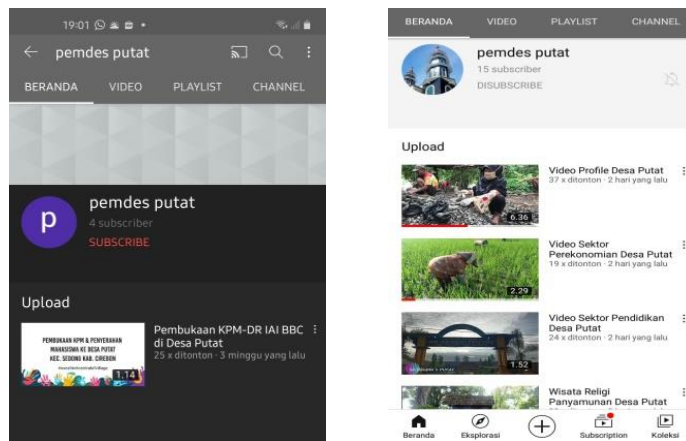 19:01
pemdes putat
BERANDA VIDEO PLAYLIST CHANNEL
p
pemdes putat
4 subscriber
SUBSCRIBE
Upload
PEMBUKAAN KPM & PENYERAHAN
MAHASISWA KE DESA PUTAT
KEC. SEDONG KAB. CIREBON
1:14
Pembukaan KPM-DR IAI BBC
di Desa Putat
25 x ditonton · 3 minggu yang lalu
BERANDA VIDEO PLAYLIST CHANNEL
pemdes putat
15 subscriber
DISUBSCRIBE
Upload
6.36
Video Profile Desa Putat
37 x ditonton · 2 hari yang lalu
2.29
Video Sektor
Perekonomian Desa Putat
19 x ditonton · 2 hari yang lalu
1.52
Video Sektor Pendidikan
Desa Putat
24 x ditonton · 2 hari yang lalu
Wisata Religi
Panyamunan Desa Putat
Beranda Eksplorasi Subscription Koleksi